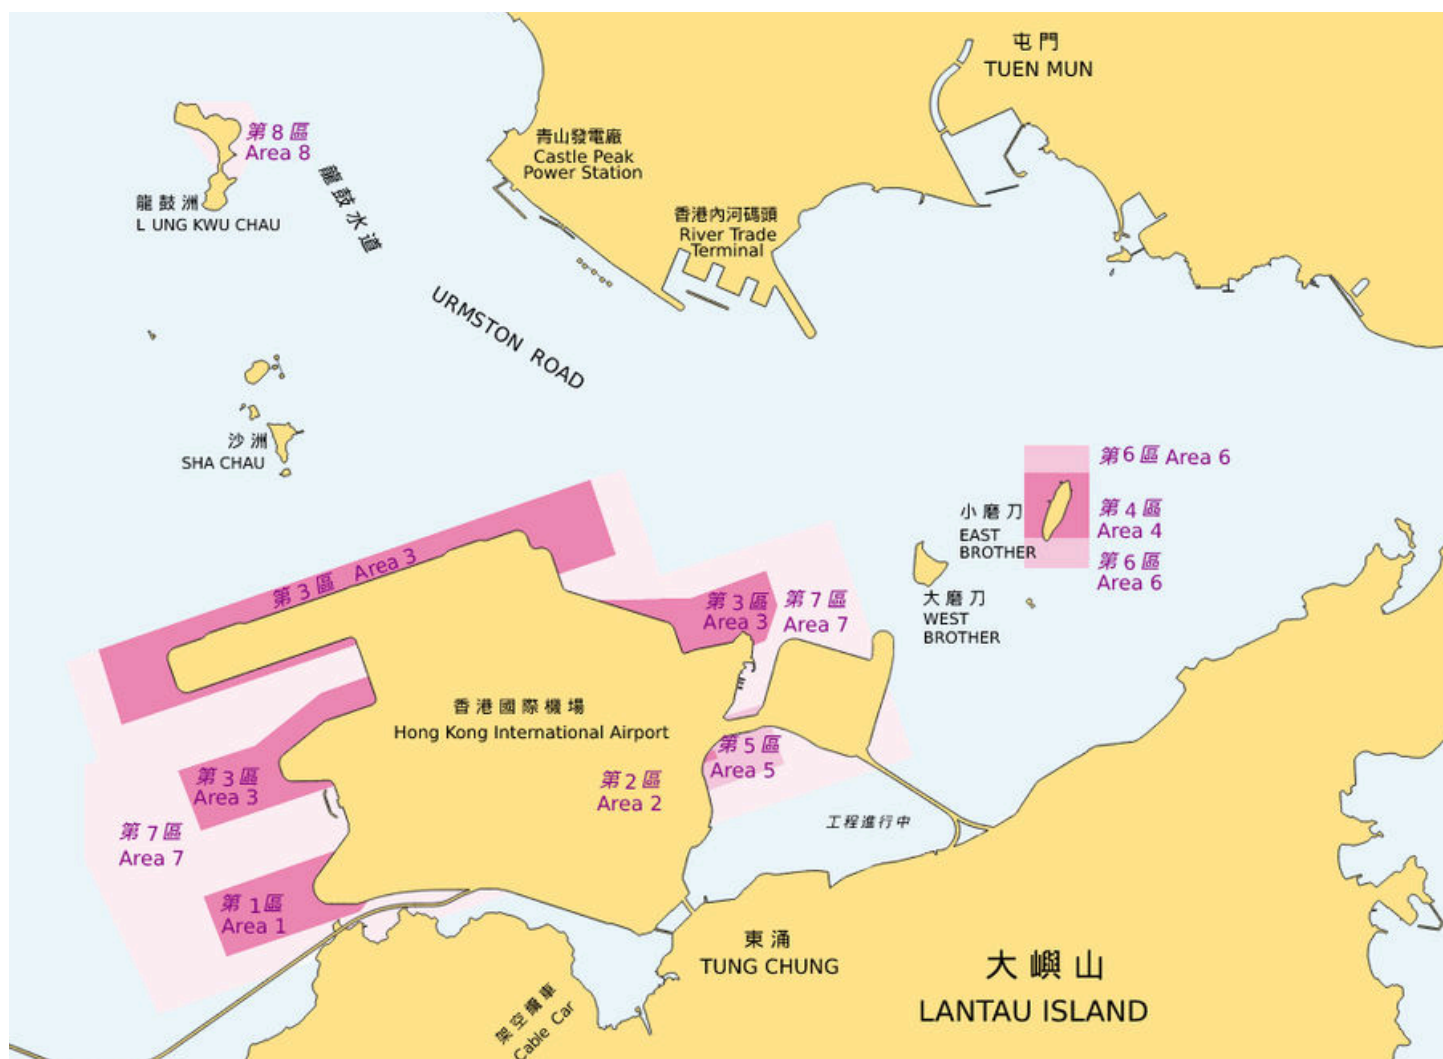 屯門
TUEN MUN
第 8 區
Area 8
青山發電廠
Castle Peak
Power Station
龍鼓洲
L UNG KWU CHAU
龍鼓水道
香港內河碼頭
River Trade
Terminal
URMSTON ROAD
沙洲
SHA CHAU
第 6 區 Area 6
小磨刀
EAST
BROTHER
第 4 區
Area 4
第 6 區
Area 6
第 3 區 Area 3
第 3 區
Area 3
第 7 區
Area 7
大磨刀
WEST
BROTHER
香港國際機場
Hong Kong International Airport
第 5 區
Area 5
第 3 區
Area 3
第 2 區
Area 2
第 7 區
Area 7
工程進行中
第 1區
Area 1
東涌
TUNG CHUNG
大嶼山
LANTAU ISLAND
架空纜車
Cable Car